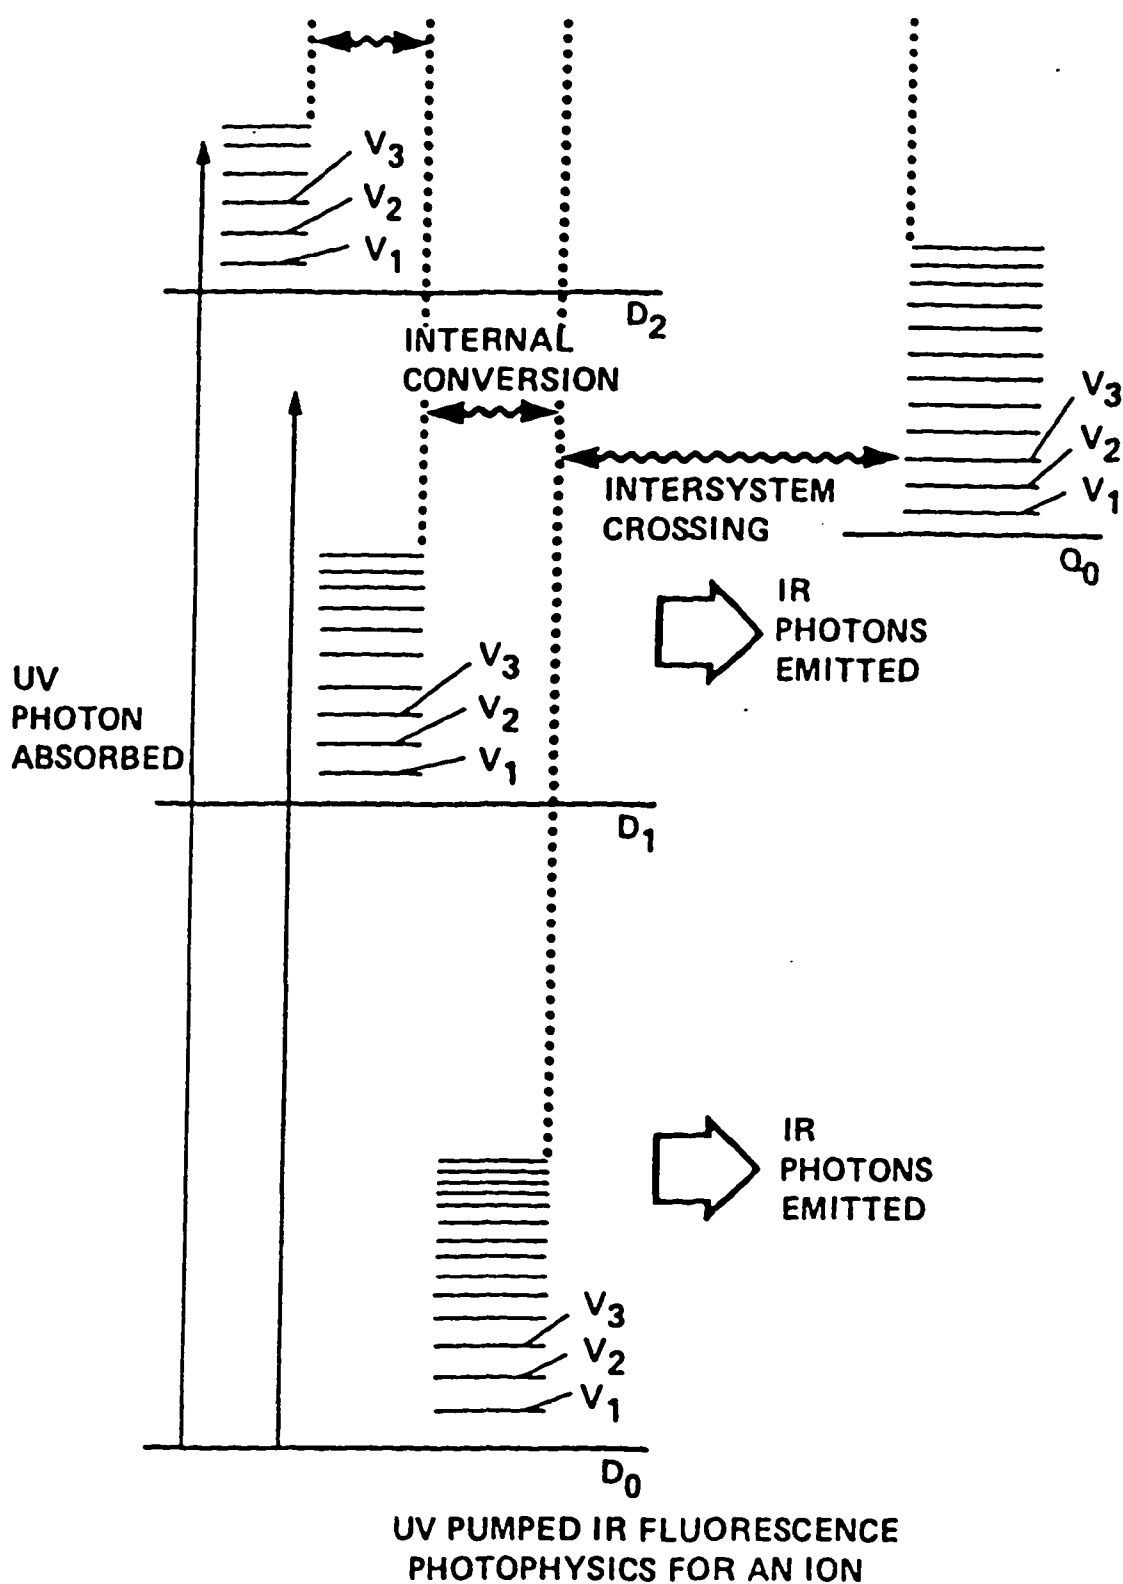 V3
V2
V1
D2
INTERNAL
CONVERSION
V3
V2
V1
INTERSYSTEM
CROSSING
Q0
IR
PHOTONS
EMITTED
UV
PHOTON
ABSORBED
V3
V2
V1
D1
IR
PHOTONS
EMITTED
V3
V2
V1
D0
UV PUMPED IR FLUORESCENCE
PHOTOPHYSICS FOR AN ION